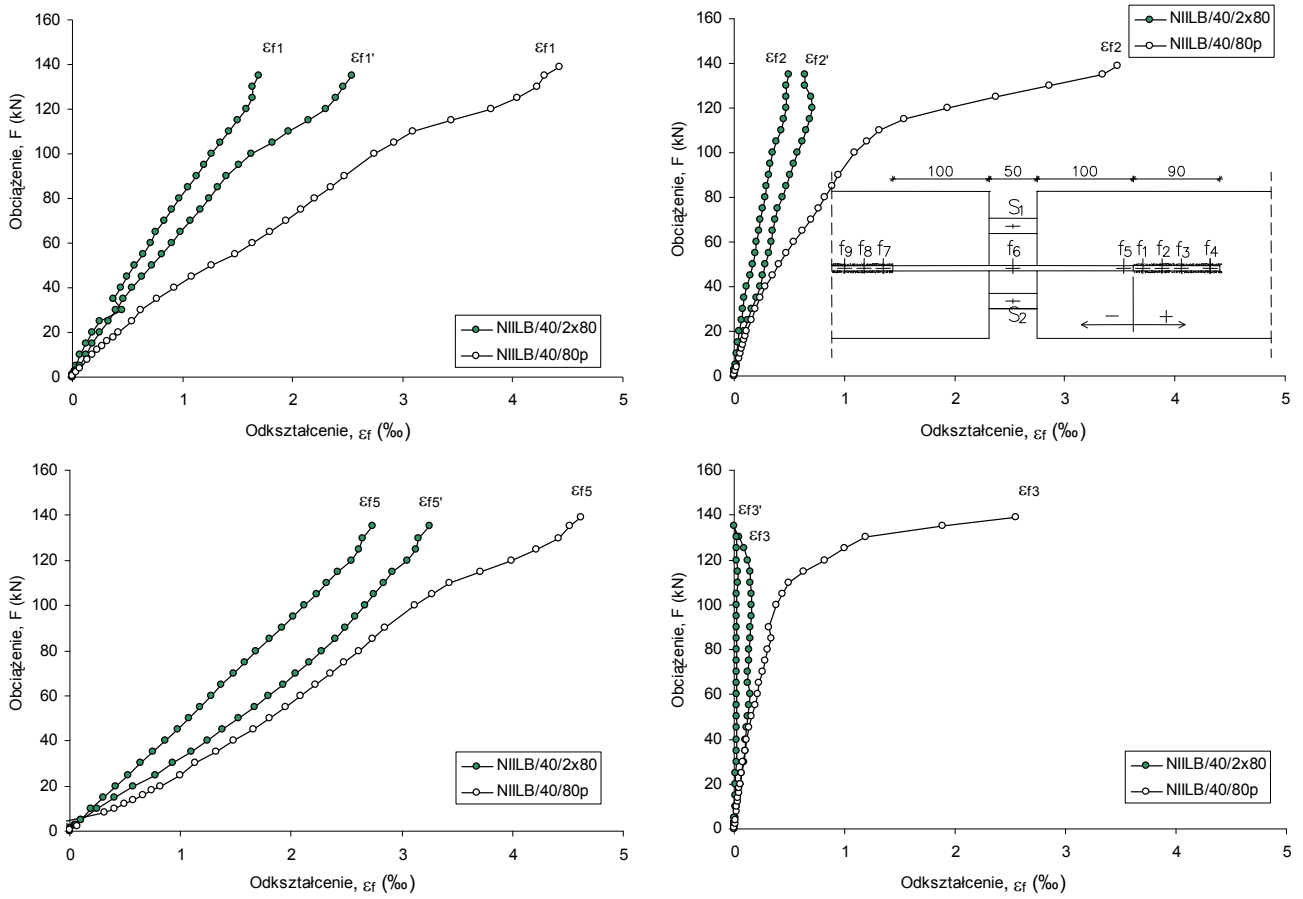 160
140
120
100
80
60
40
20
0
Obciążenie, F (kN)
εf1
εf1'
εf1
NIILB/40/2x80
NIILB/40/80p
0 1 2 3 4 5
Odkształcenie, εf (‰)
160
140
120
100
80
60
40
20
0
Obciążenie, F (kN)
εf2
εf2'
εf2
NIILB/40/2x80
NIILB/40/80p
100 50 100 90
S1
f9 f8 f7 f6 f5 f1 f2 f3 f4
S2
− +
0 1 2 3 4 5
Odkształcenie, εf (‰)
160
140
120
100
80
60
40
20
0
Obciążenie, F (kN)
εf5
εf5'
εf5
NIILB/40/2x80
NIILB/40/80p
0 1 2 3 4 5
Odkształcenie, εf (‰)
160
140
120
100
80
60
40
20
0
Obciążenie, F (kN)
εf3'
εf3
εf3
NIILB/40/2x80
NIILB/40/80p
0 1 2 3 4 5
Odkształcenie, εf (‰)